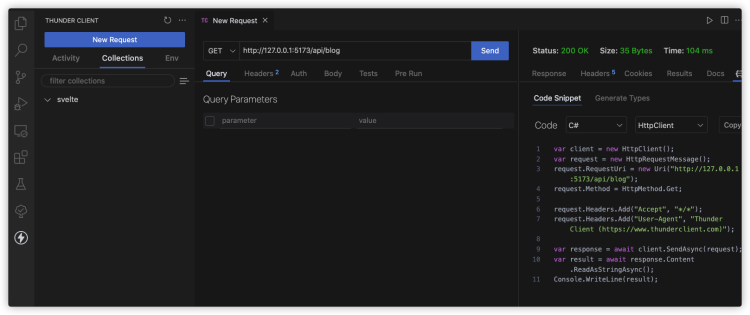 THUNDER CLIENT
New Request
Activity Collections Env
filter collections
svelte
TE New Request
GET http://127.0.0.1:5173/api/blog Send
Query Headers 2 Auth Body Tests Pre Run
Query Parameters
parameter value
Status: 200 OK Size: 35 Bytes Time: 104 ms
Response Headers 5 Cookies Results Docs
Code Snippet Generate Types
Code C# HttpClient Copy
1 var client = new HttpClient();
2 var request = new HttpRequestMessage();
3 request.RequestUri = new Uri("http://127.0.0.1
:5173/api/blog");
4 request.Method = HttpMethod.Get;
5
6 request.Headers.Add("Accept", "*/*");
7 request.Headers.Add("User-Agent", "Thunder
Client (https://www.thunderclient.com)");
8
9 var response = await client.SendAsync(request);
10 var result = await response.Content
.ReadAsStringAsync();
11 Console.WriteLine(result);